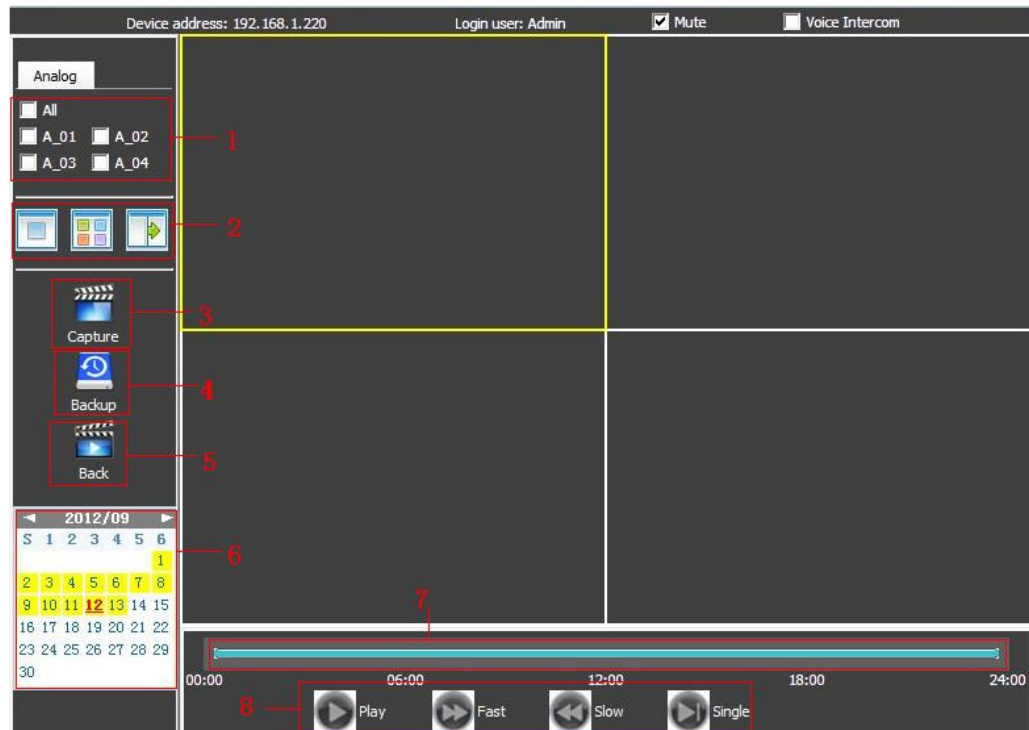 Device address: 192.168.1.220 Login user: Admin Mute Voice Intercom
Analog
All
A_01 A_02
1
A_03 A_04
2
3
Capture
4
Backup
5
Back
2012/09
S 1 2 3 4 5 6
6
1
2 3 4 5 6 7 8
9 10 11 12 13 14 15
16 17 18 19 20 21 22
23 24 25 26 27 28 29
30
7
00:00 06:00 12:00 18:00 24:00
8 Play Fast Slow Single